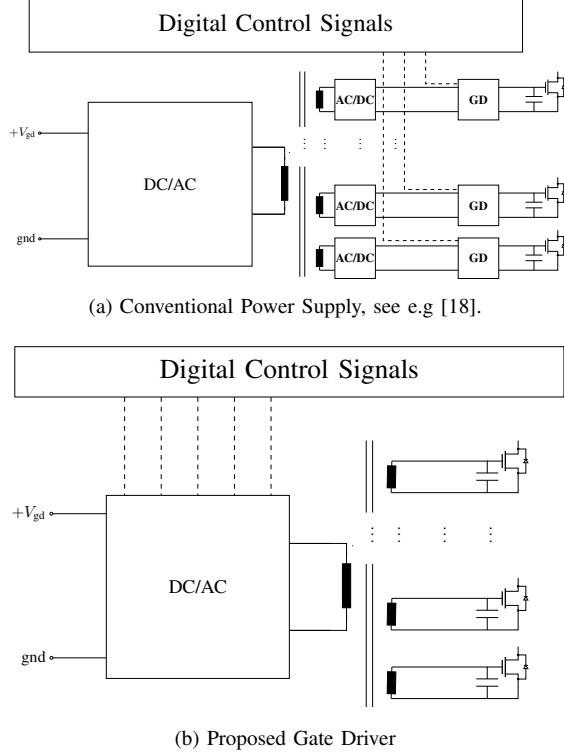 Digital Control Signals
AC/DC
GD
+Vgd
DC/AC
AC/DC
GD
gnd
AC/DC
GD
(a) Conventional Power Supply, see e.g [18].
Digital Control Signals
+Vgd
DC/AC
gnd
(b) Proposed Gate Driver